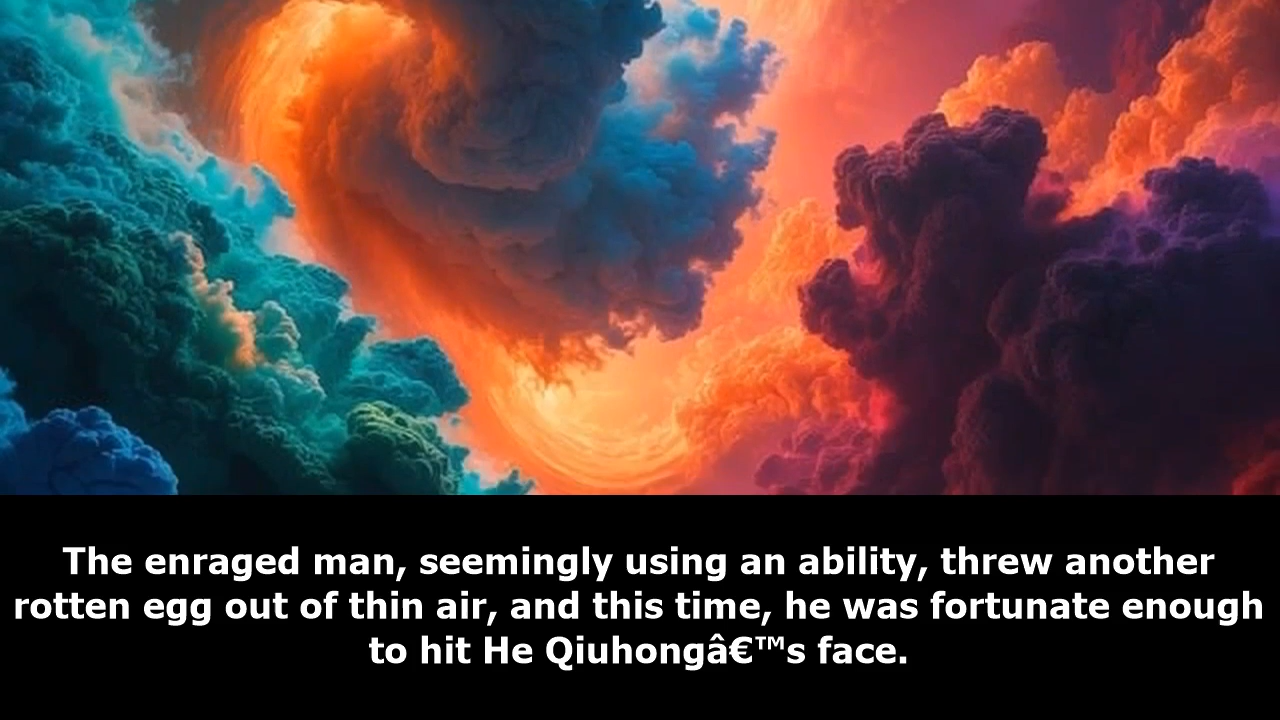 The enraged man, seemingly using an ability, threw another
rotten egg out of thin air, and this time, he was fortunate enough
to hit He Qiuhongâ€™s face.